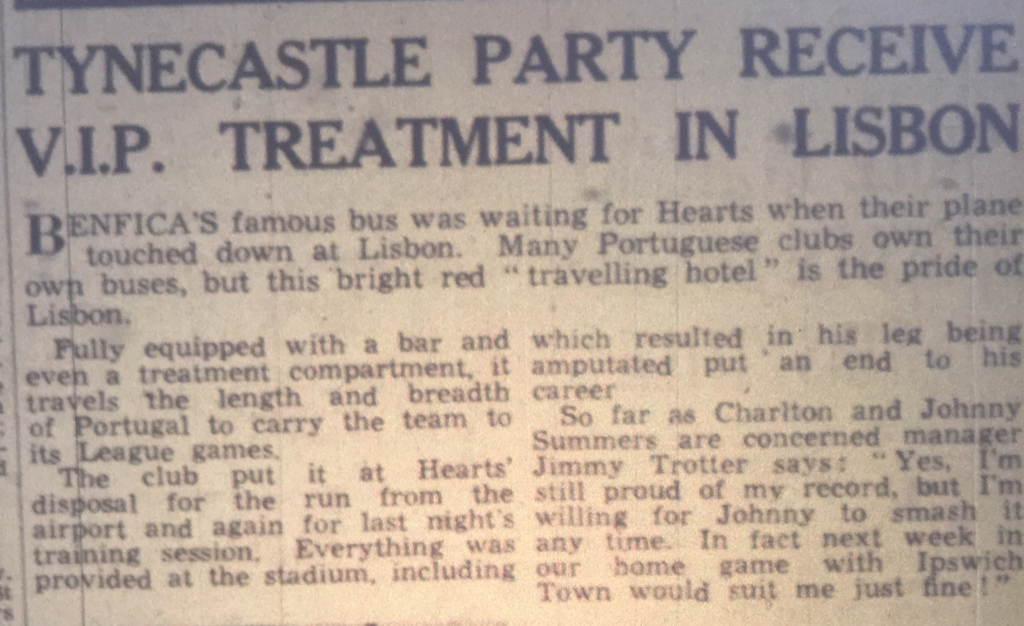 TYNECASTLE PARTY RECEIVE
V.I.P. TREATMENT IN LISBON
BENFICA'S famous bus was waiting for Hearts when their plane
touched down at Lisbon. Many Portuguese clubs own their
own buses, but this bright red "travelling hotel" is the pride of
Lisbon.
Fully equipped with a bar and
even a treatment compartment, it
travels the length and breadth
of Portugal to carry the team to
its League games.
The club put it at Hearts'
disposal for the run from the
airport and again for last night's
training session. Everything was
provided at the stadium, including
which resulted in his leg being
amputated put an end to his
career
So far as Charlton and Johnny
Summers are concerned manager
Jimmy Trotter says: "Yes, I'm
still proud of my record, but I'm
willing for Johnny to smash it
any time. In fact next week in
our home game with Ipswich
Town would suit me just fine!"